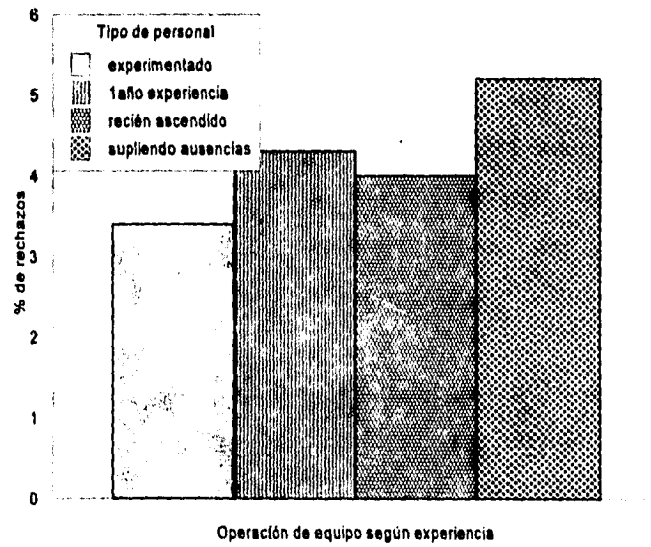 6
Tipo de personal
experimentado
1año experiencia
recién ascendido
supliendo ausencias
5
4
3
2
1
0
% de rechazos
Operación de equipo según experiencia